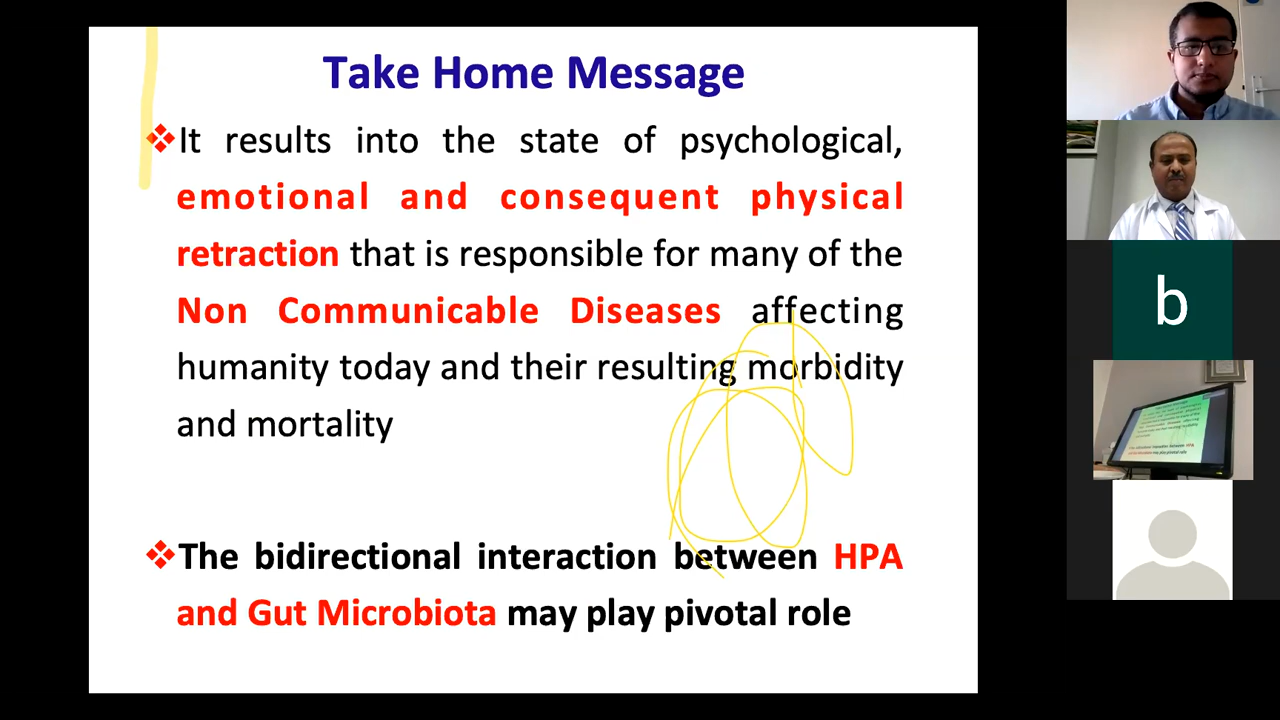 Take Home Message
❖It results into the state of psychological,
emotional and consequent physical
retraction that is responsible for many of the
Non Communicable Diseases affecting
humanity today and their resulting morbidity
and mortality
❖The bidirectional interaction between HPA
and Gut Microbiota may play pivotal role
b